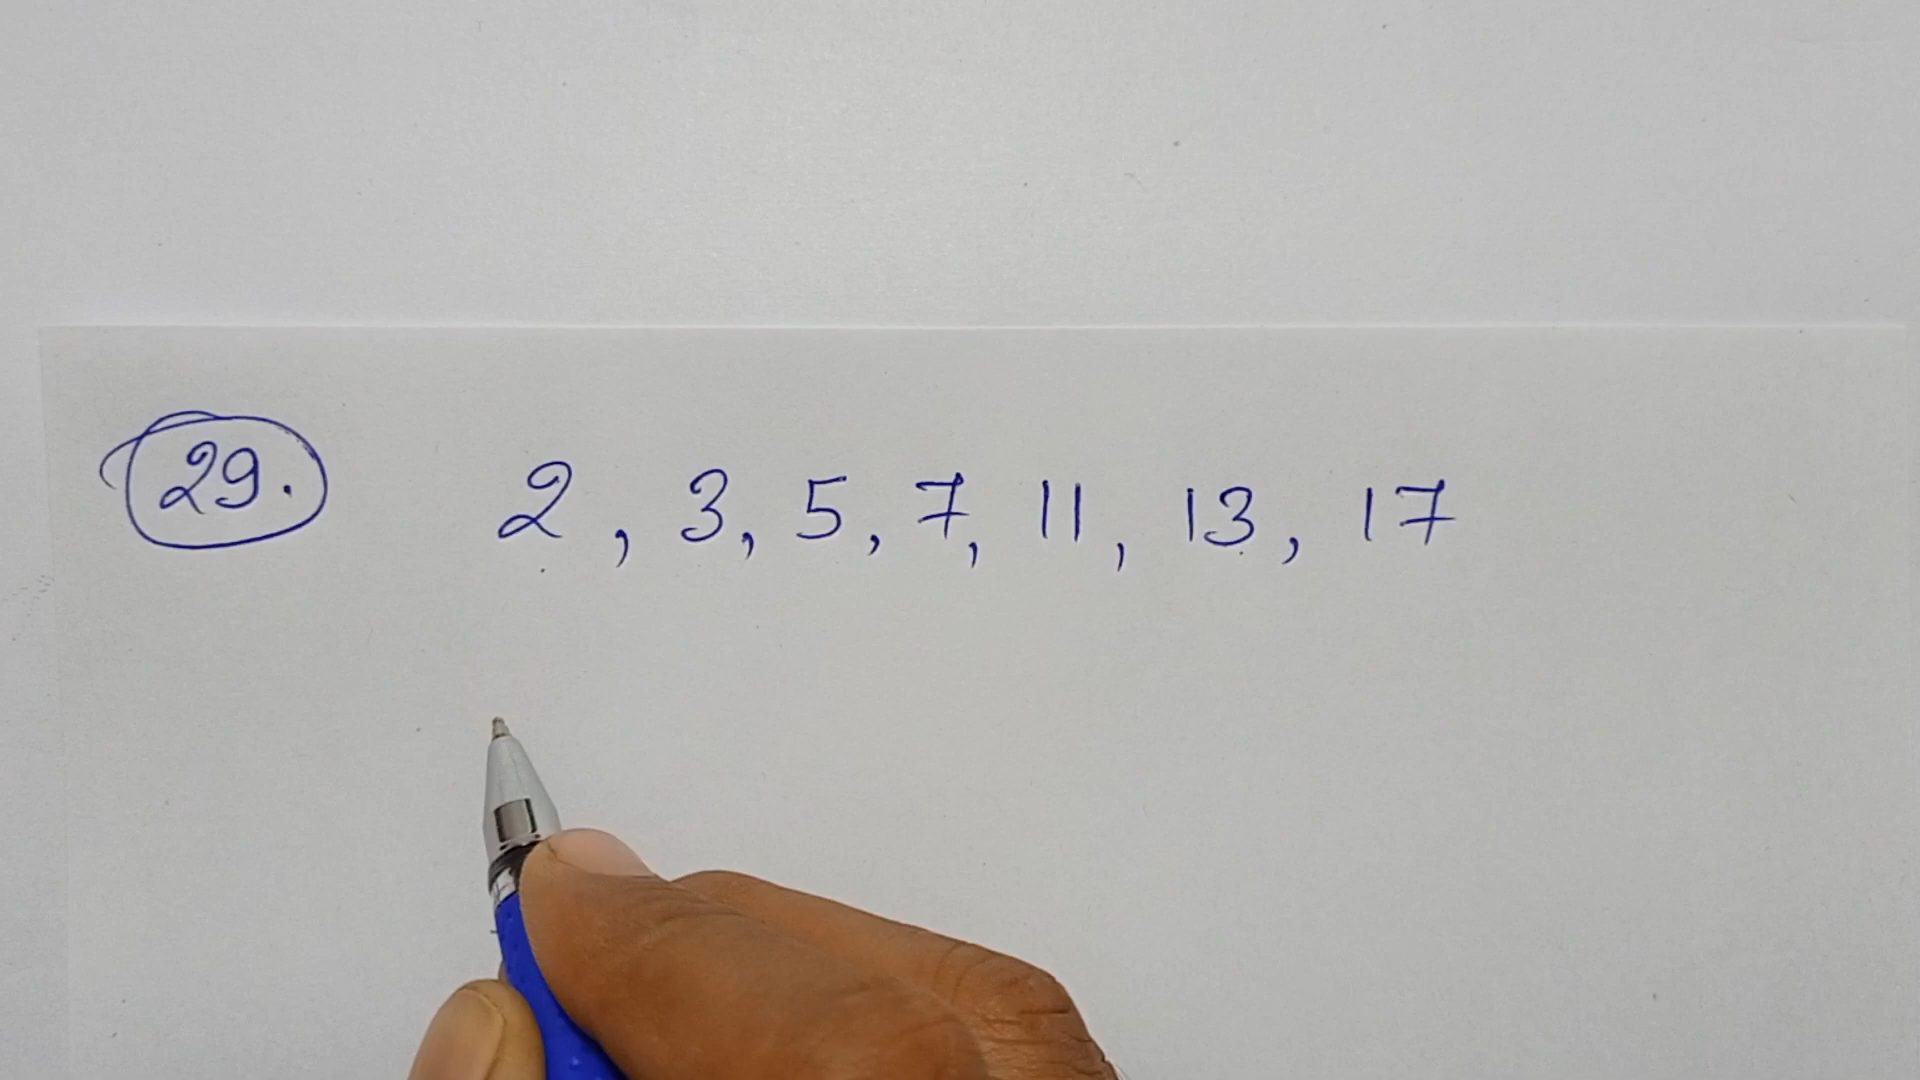 29. 2, 3, 5, 7, 11, 13, 17